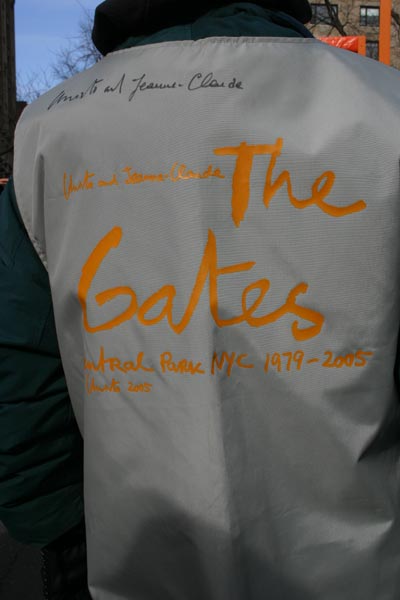 Christo and Jeanne-Claude
Christo and Jeanne-Claude The
Gates
Central Park NYC 1979-2005
Christo 2005